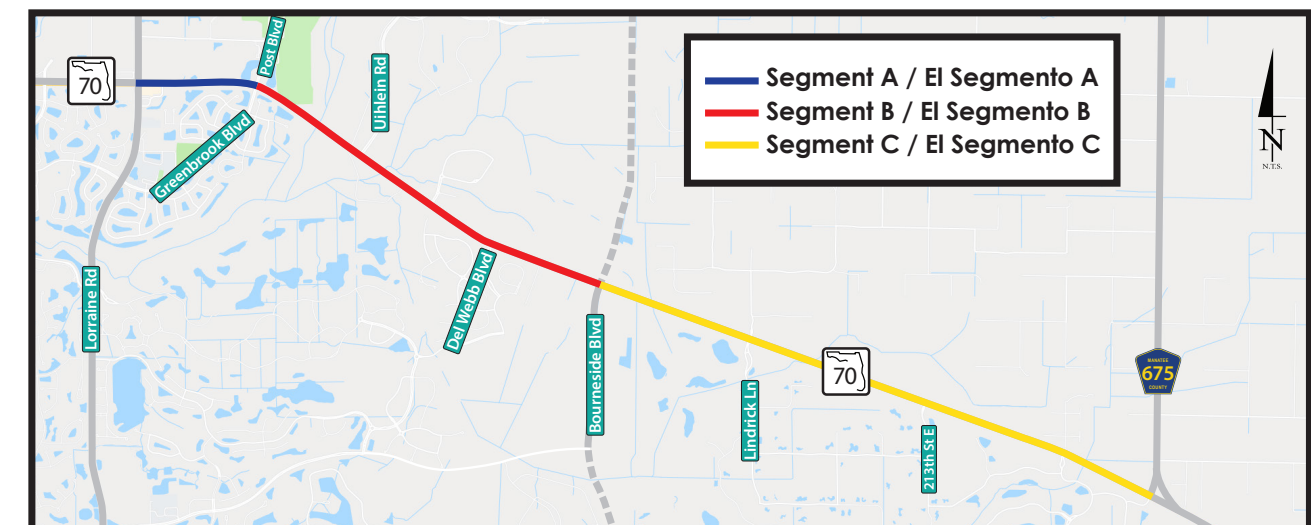 70
Post Blvd
Uihlein Rd
Greenbrook Blvd
Segment A / El Segmento A
Segment B / El Segmento B
Segment C / El Segmento C
N
N.T.S.
Lorraine Rd
Del Webb Blvd
Bourneside Blvd
Lindrick Ln
70
213th St E
MANATEE
675
COUNTY